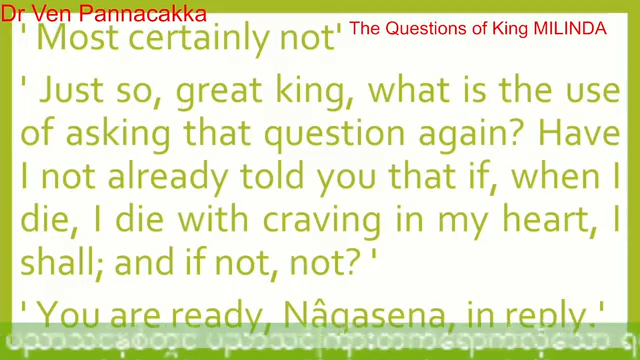 Dr Ven Pannacakka
The Questions of King MILINDA
' Most certainly not'
' Just so, great king, what is the use
of asking that question again? Have
I not already told you that if, when I
die, I die with craving in my heart, I
shall; and if not, not? '
' You are ready, Nâgasena, in reply.'